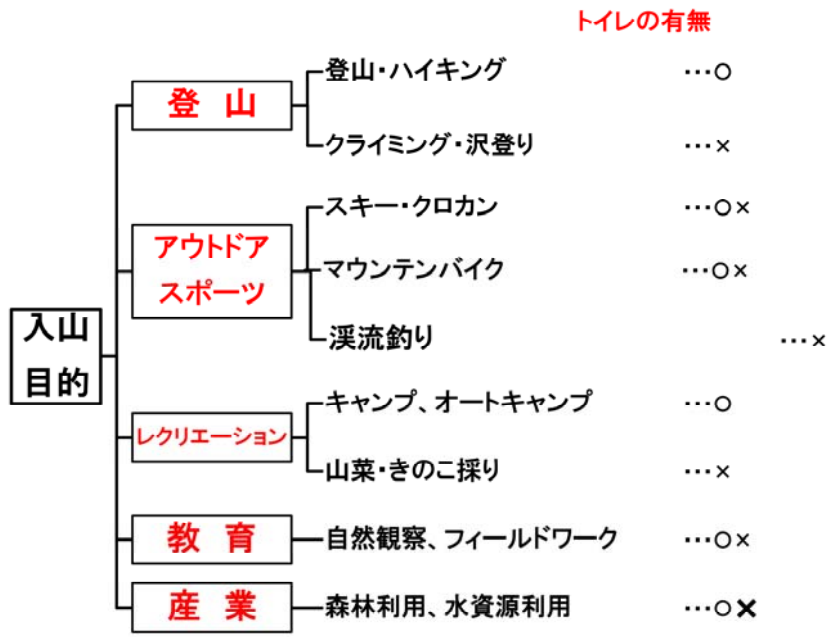 トイレの有無
登 山
登山・ハイキング …○
クライミング・沢登り …×
アウトドア
スポーツ
スキー・クロカン …○×
マウンテンバイク …○×
渓流釣り …×
入山
目的
レクリエーション
キャンプ、オートキャンプ …○
山菜・きのこ採り …×
教 育
自然観察、フィールドワーク …○×
産 業
森林利用、水資源利用 …○×